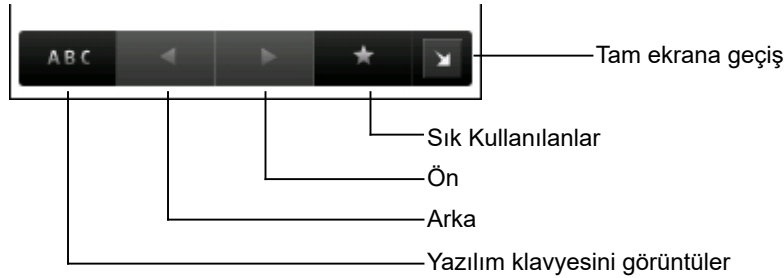 ABC
Tam ekrana geçiş
Sık Kullanılanlar
Ön
Arka
Yazılım klavyesini görüntüler